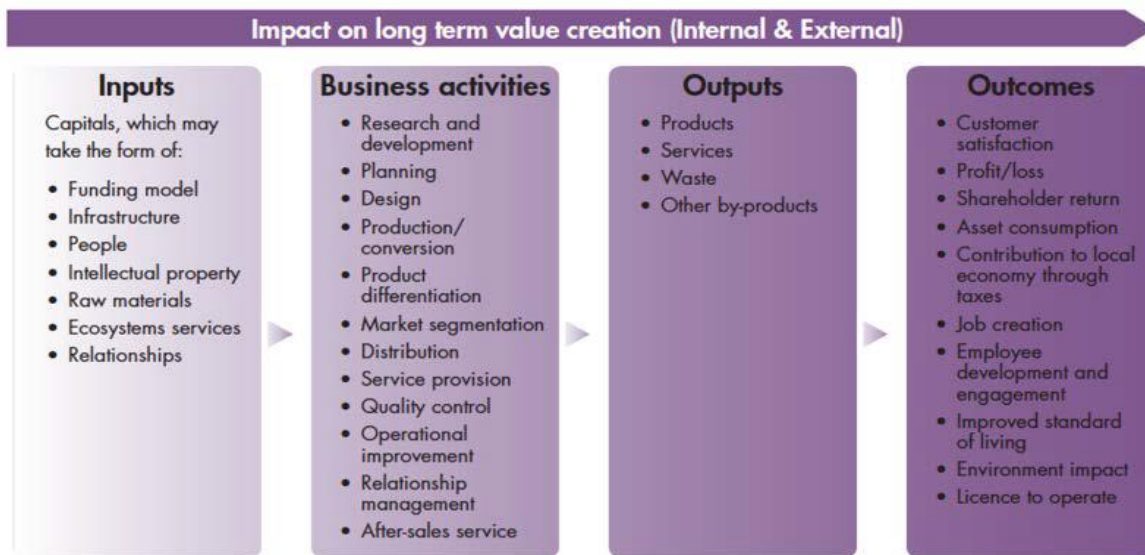 Impact on long term value creation (Internal & External)
Inputs
Capitals, which may
take the form of:
• Funding model
• Infrastructure
• People
• Intellectual property
• Raw materials
• Ecosystems services
• Relationships
Business activities
• Research and
development
• Planning
• Design
• Production/
conversion
• Product
differentiation
• Market segmentation
• Distribution
• Service provision
• Quality control
• Operational
improvement
• Relationship
management
• After-sales service
Outputs
• Products
• Services
• Waste
• Other by-products
Outcomes
• Customer
satisfaction
• Profit/loss
• Shareholder return
• Asset consumption
• Contribution to local
economy through
taxes
• Job creation
• Employee
development and
engagement
• Improved standard
of living
• Environment impact
• Licence to operate